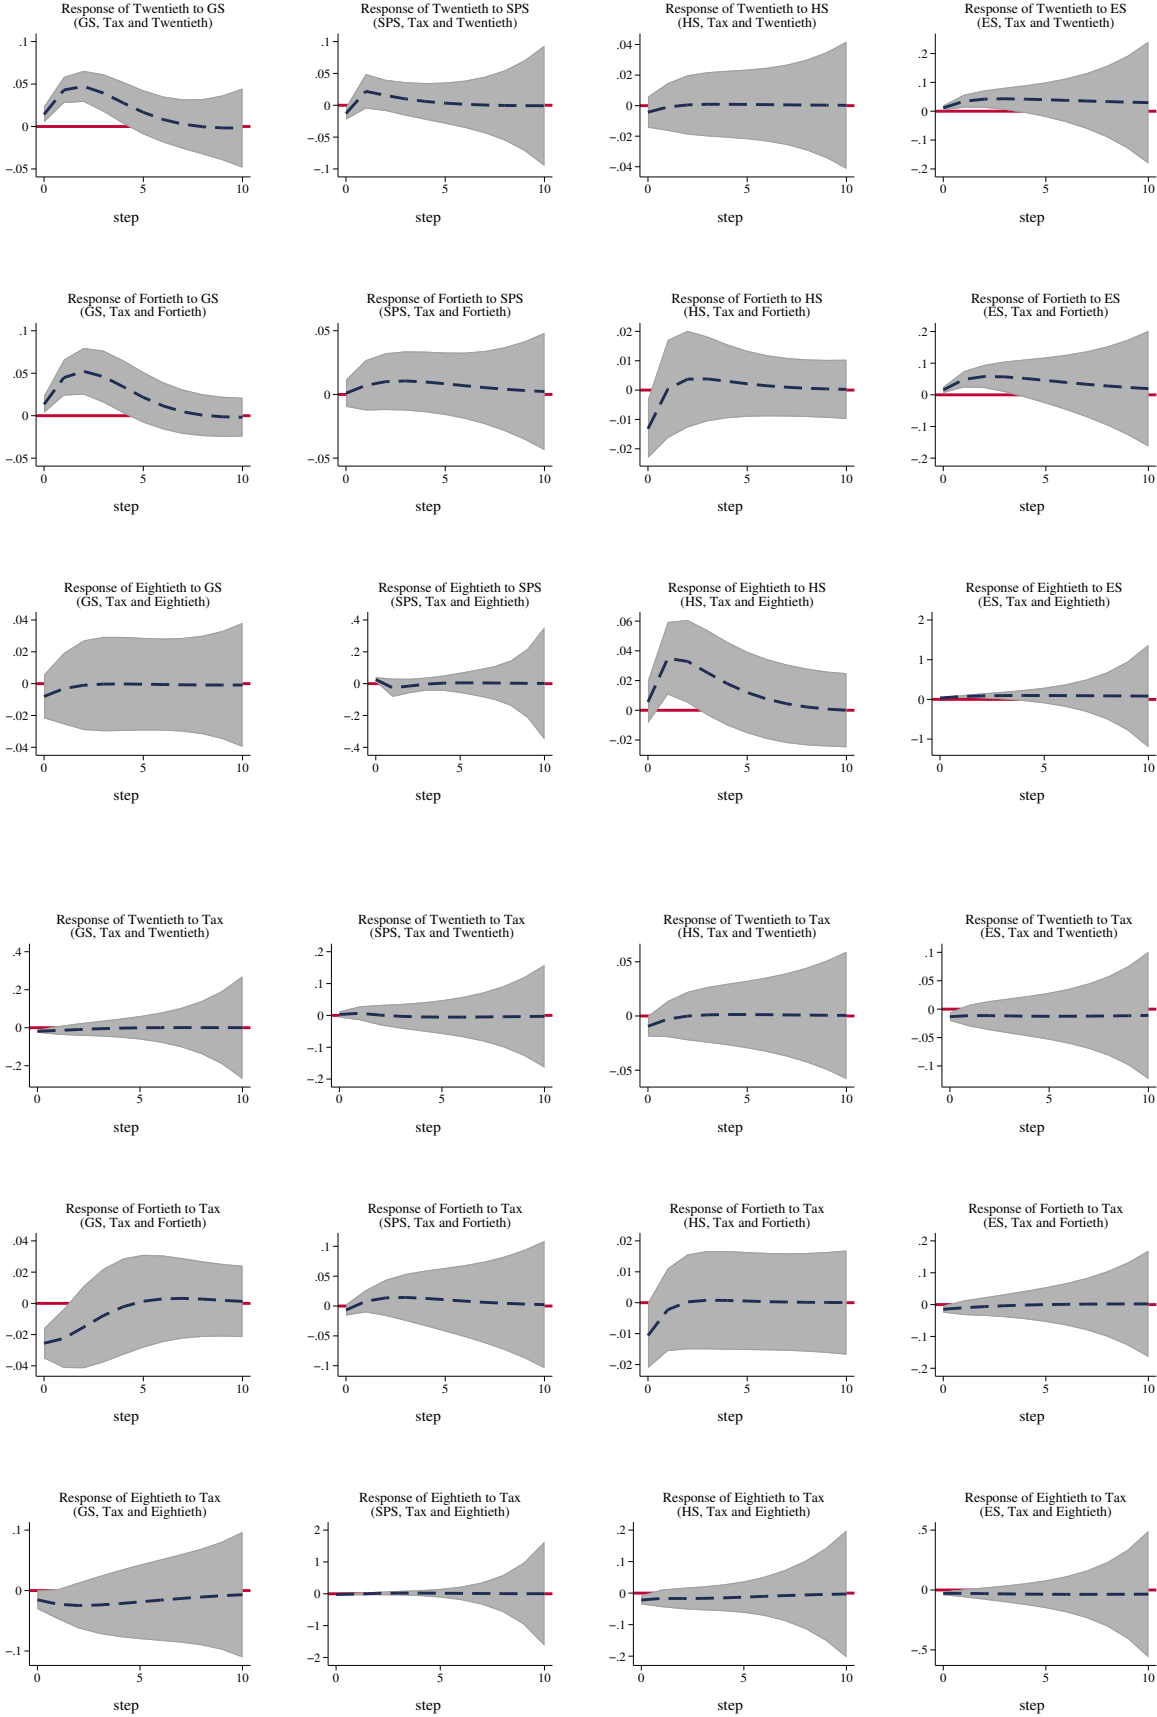 Response of Twentieth to GS
(GS, Tax and Twentieth)
.1
.05
0
−.05
0 5 10
step
Response of Twentieth to SPS
(SPS, Tax and Twentieth)
.1
.05
0
−.05
−.1
0 5 10
step
Response of Twentieth to HS
(HS, Tax and Twentieth)
.04
.02
0
−.02
−.04
0 5 10
step
Response of Twentieth to ES
(ES, Tax and Twentieth)
.2
.1
0
−.1
−.2
0 5 10
step
Response of Fortieth to GS
(GS, Tax and Fortieth)
.1
.05
0
−.05
0 5 10
step
Response of Fortieth to SPS
(SPS, Tax and Fortieth)
.05
0
−.05
0 5 10
step
Response of Fortieth to HS
(HS, Tax and Fortieth)
.02
.01
0
−.01
−.02
0 5 10
step
Response of Fortieth to ES
(ES, Tax and Fortieth)
.2
.1
0
−.1
−.2
0 5 10
step
Response of Eightieth to GS
(GS, Tax and Eightieth)
.04
.02
0
−.02
−.04
0 5 10
step
Response of Eightieth to SPS
(SPS, Tax and Eightieth)
.4
.2
0
−.2
−.4
0 5 10
step
Response of Eightieth to HS
(HS, Tax and Eightieth)
.06
.04
.02
0
−.02
0 5 10
step
Response of Eightieth to ES
(ES, Tax and Eightieth)
2
1
0
−1
0 5 10
step
Response of Twentieth to Tax
(GS, Tax and Twentieth)
.4
.2
0
−.2
0 5 10
step
Response of Twentieth to Tax
(SPS, Tax and Twentieth)
.2
.1
0
−.1
−.2
0 5 10
step
Response of Twentieth to Tax
(HS, Tax and Twentieth)
.05
0
−.05
0 5 10
step
Response of Twentieth to Tax
(ES, Tax and Twentieth)
.1
.05
0
−.05
−.1
0 5 10
step
Response of Fortieth to Tax
(GS, Tax and Fortieth)
.04
.02
0
−.02
−.04
0 5 10
step
Response of Fortieth to Tax
(SPS, Tax and Fortieth)
.1
.05
0
−.05
−.1
0 5 10
step
Response of Fortieth to Tax
(HS, Tax and Fortieth)
.02
.01
0
−.01
−.02
0 5 10
step
Response of Fortieth to Tax
(ES, Tax and Fortieth)
.2
.1
0
−.1
−.2
0 5 10
step
Response of Eightieth to Tax
(GS, Tax and Eightieth)
.1
0
−.1
0 5 10
step
Response of Eightieth to Tax
(SPS, Tax and Eightieth)
2
1
0
−1
−2
0 5 10
step
Response of Eightieth to Tax
(HS, Tax and Eightieth)
.2
.1
0
−.1
−.2
0 5 10
step
Response of Eightieth to Tax
(ES, Tax and Eightieth)
.5
0
−.5
0 5 10
step